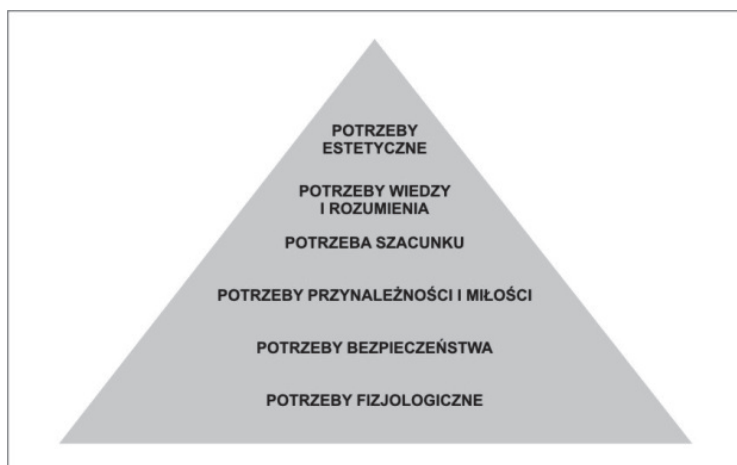 POTRZEBY
ESTETYCZNE
POTRZEBY WIEDZY
I ROZUMIENIA
POTRZEBA SZACUNKU
POTRZEBY PRZYNALEŻNOŚCI I MIŁOŚCI
POTRZEBY BEZPIECZEŃSTWA
POTRZEBY FIZJOLOGICZNE